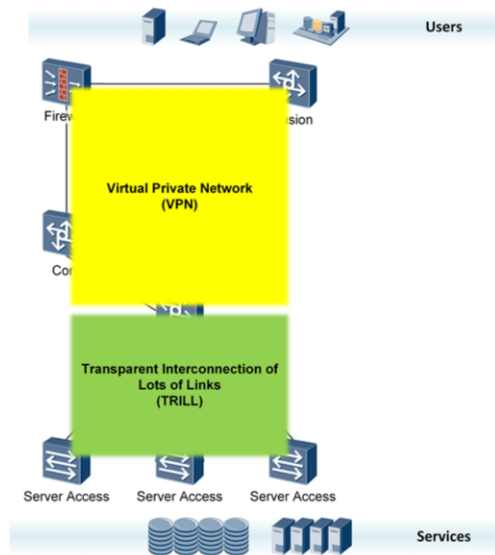 Users
Virtual Private Network
(VPN)
Transparent Interconnection of
Lots of Links
(TRILL)
Server Access Server Access Server Access
Services